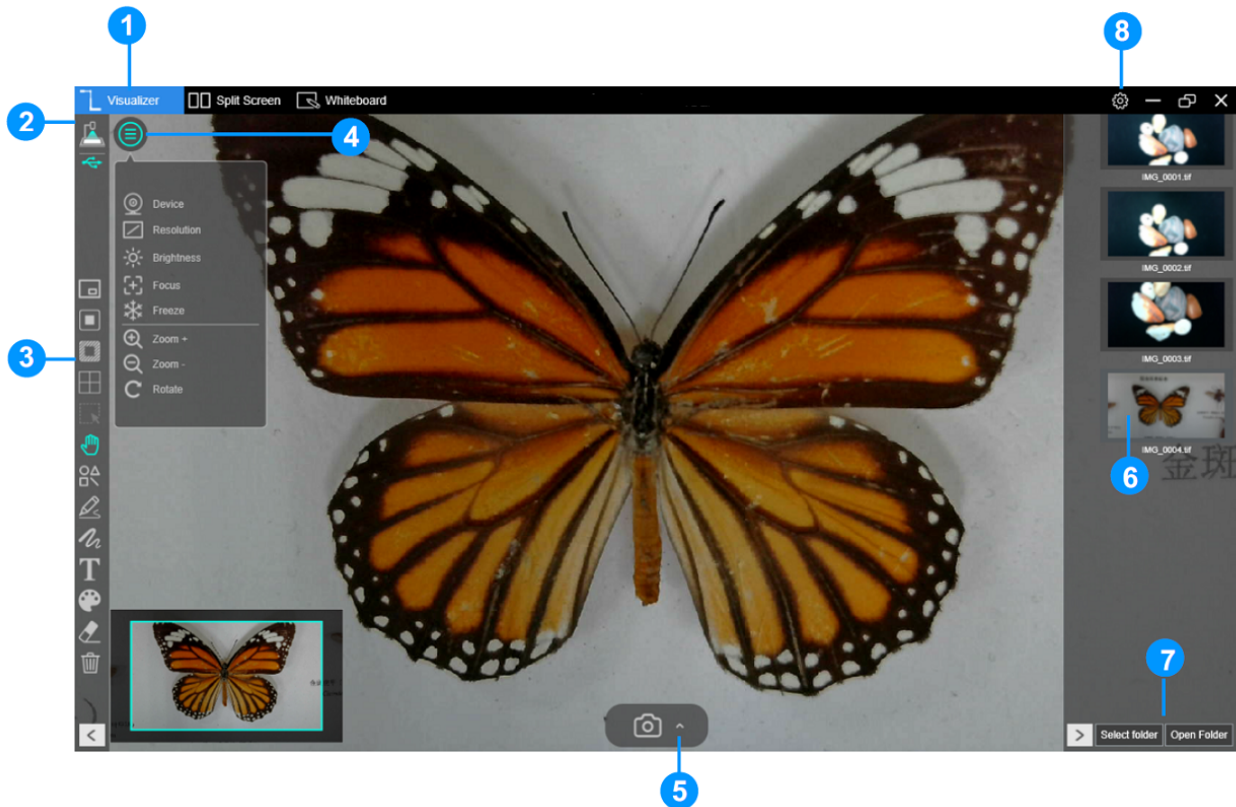 1
8
Visualizer Split Screen Whiteboard
2
4
IMG_0001.tif
Device
Resolution
Brightness
IMG_0002.tif
Focus
Freeze
Zoom +
3
IMG_0003.tif
Zoom -
Rotate
IMG_0004.tif
金斑
6
T
7
Select folder Open Folder
5